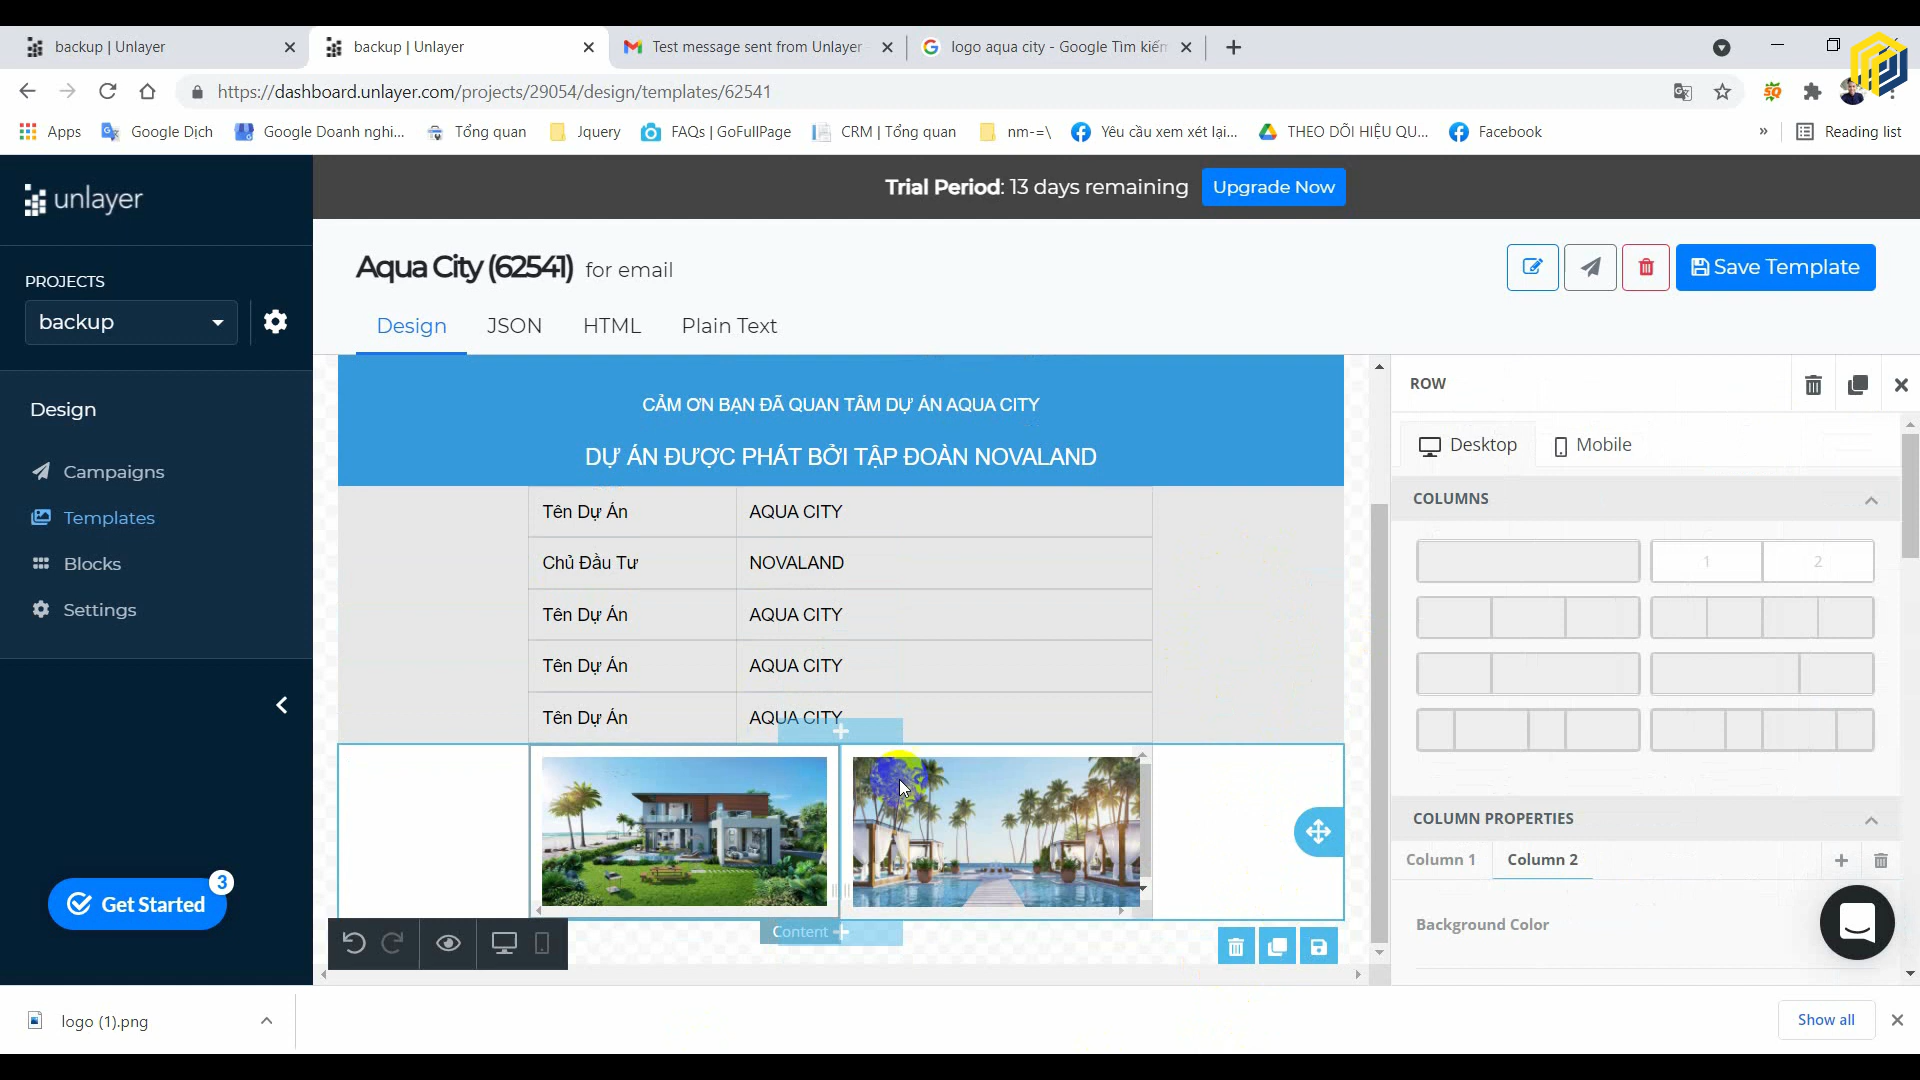 backup | Unlayer
backup | Unlayer
Test message sent from Unlayer
logo aqua city - Google Tìm kiếm
https://dashboard.unlayer.com/projects/29054/design/templates/62541
Apps
Google Dịch
Google Doanh nghi...
Tổng quan
Jquery
FAQs | GoFullPage
CRM | Tổng quan
nm-=\
Yêu cầu xem xét lại...
THEO DÕI HIỆU QU...
Facebook
»
Reading list
unlayer
Trial Period: 13 days remaining
Upgrade Now
PROJECTS
backup
Aqua City (62541) for email
Save Template
Design
JSON
HTML
Plain Text
Design
Campaigns
Templates
Blocks
Settings
Get Started
3
CẢM ƠN BẠN ĐÃ QUAN TÂM DỰ ÁN AQUA CITY
DỰ ÁN ĐƯỢC PHÁT BỞI TẬP ĐOÀN NOVALAND
Tên Dự Án AQUA CITY
Chủ Đầu Tư NOVALAND
Tên Dự Án AQUA CITY
Tên Dự Án AQUA CITY
Tên Dự Án AQUA CITY
Content
ROW
Desktop
Mobile
COLUMNS
1 2
COLUMN PROPERTIES
Column 1
Column 2
Background Color
logo (1).png
Show all